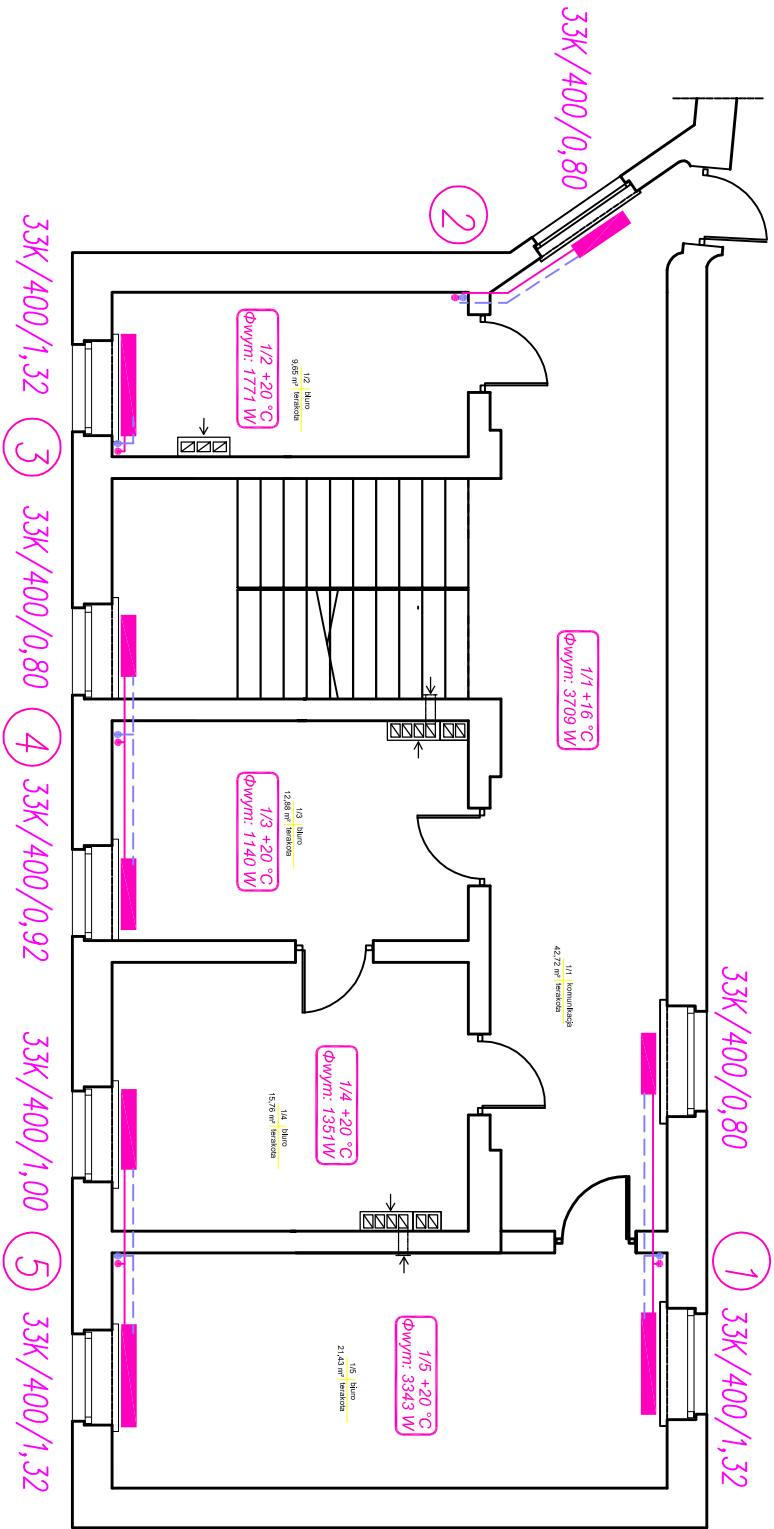 33K/400/0,80
2
33K/400/1,32
3
33K/400/0,80
4
33K/400/0,92
33K/400/1,00
5
33K/400/1,32
33K/400/0,80
1
33K/400/1,32
1/2 +20 °C
Φwym: 1771 W
1/2 biuro
9,65 m² terakota
1/1 +16 °C
Φwym: 3709 W
1/1 komunikacja
42,72 m² terakota
1/3 +20 °C
Φwym: 1140 W
1/3 biuro
12,88 m² terakota
1/4 +20 °C
Φwym: 1351W
1/4 biuro
15,76 m² terakota
1/5 +20 °C
Φwym: 3343 W
1/5 biuro
21,43 m² terakota